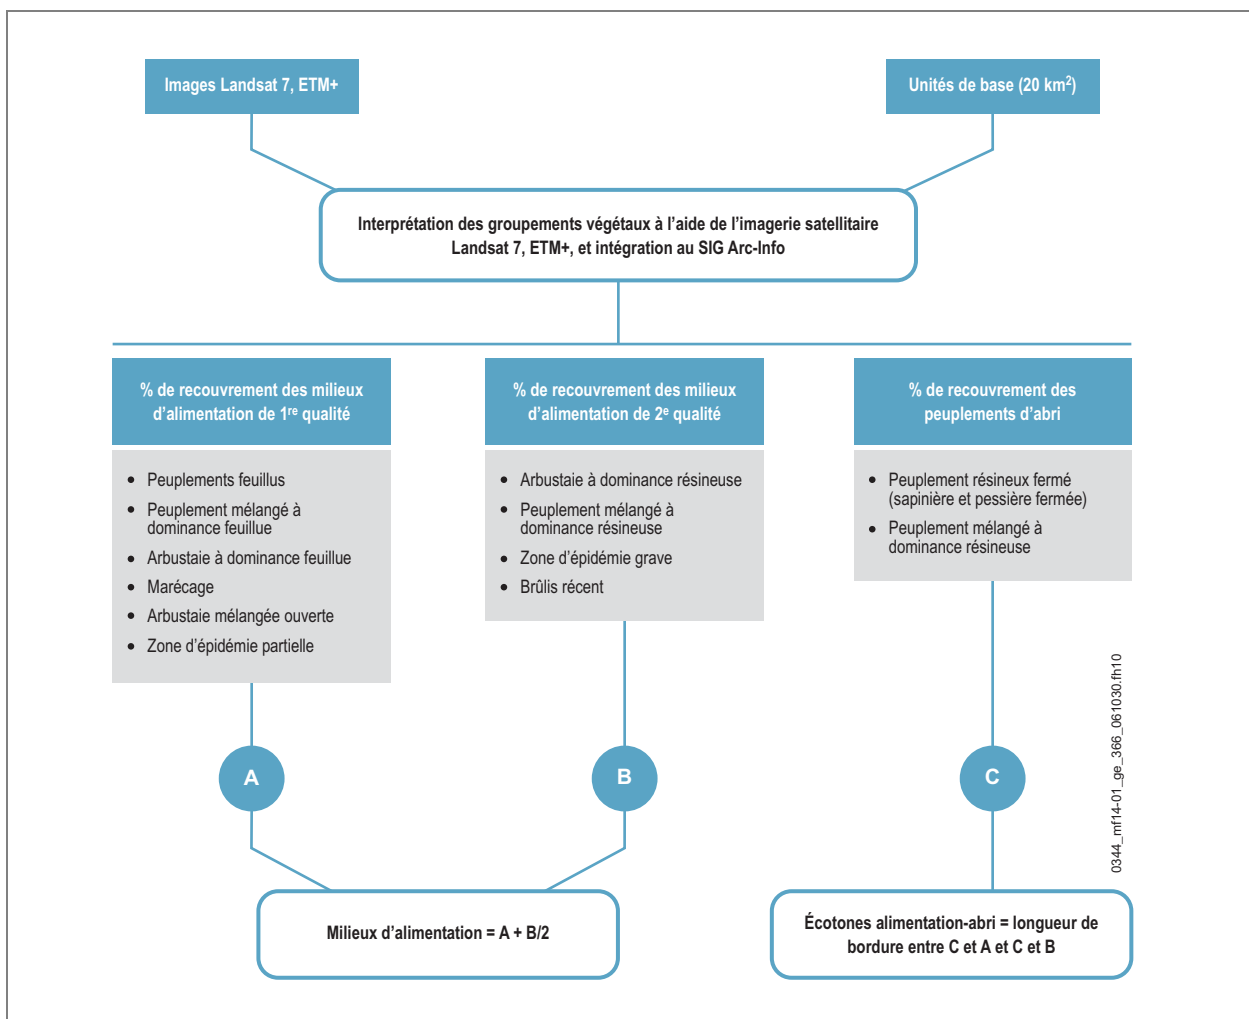 Images Landsat 7, ETM+
Unités de base (20 km²)
Interprétation des groupements végétaux à l’aide de l’imagerie satellitaire
Landsat 7, ETM+, et intégration au SIG Arc-Info
% de recouvrement des milieux
d’alimentation de 1re qualité
• Peuplements feuillus
• Peuplement mélangé à
dominance feuillue
• Arbustaie à dominance feuillue
• Marécage
• Arbustaie mélangée ouverte
• Zone d’épidémie partielle
% de recouvrement des milieux
d’alimentation de 2e qualité
• Arbustaie à dominance résineuse
• Peuplement mélangé à
dominance résineuse
• Zone d’épidémie grave
• Brûlis récent
% de recouvrement des
peuplements d’abri
• Peuplement résineux fermé
(sapinière et pessière fermée)
• Peuplement mélangé à
dominance résineuse
A
B
C
Milieux d’alimentation = A + B/2
Écotones alimentation-abri = longueur de
bordure entre C et A et C et B
0344_mf14-01_ge_366_061030.fh10